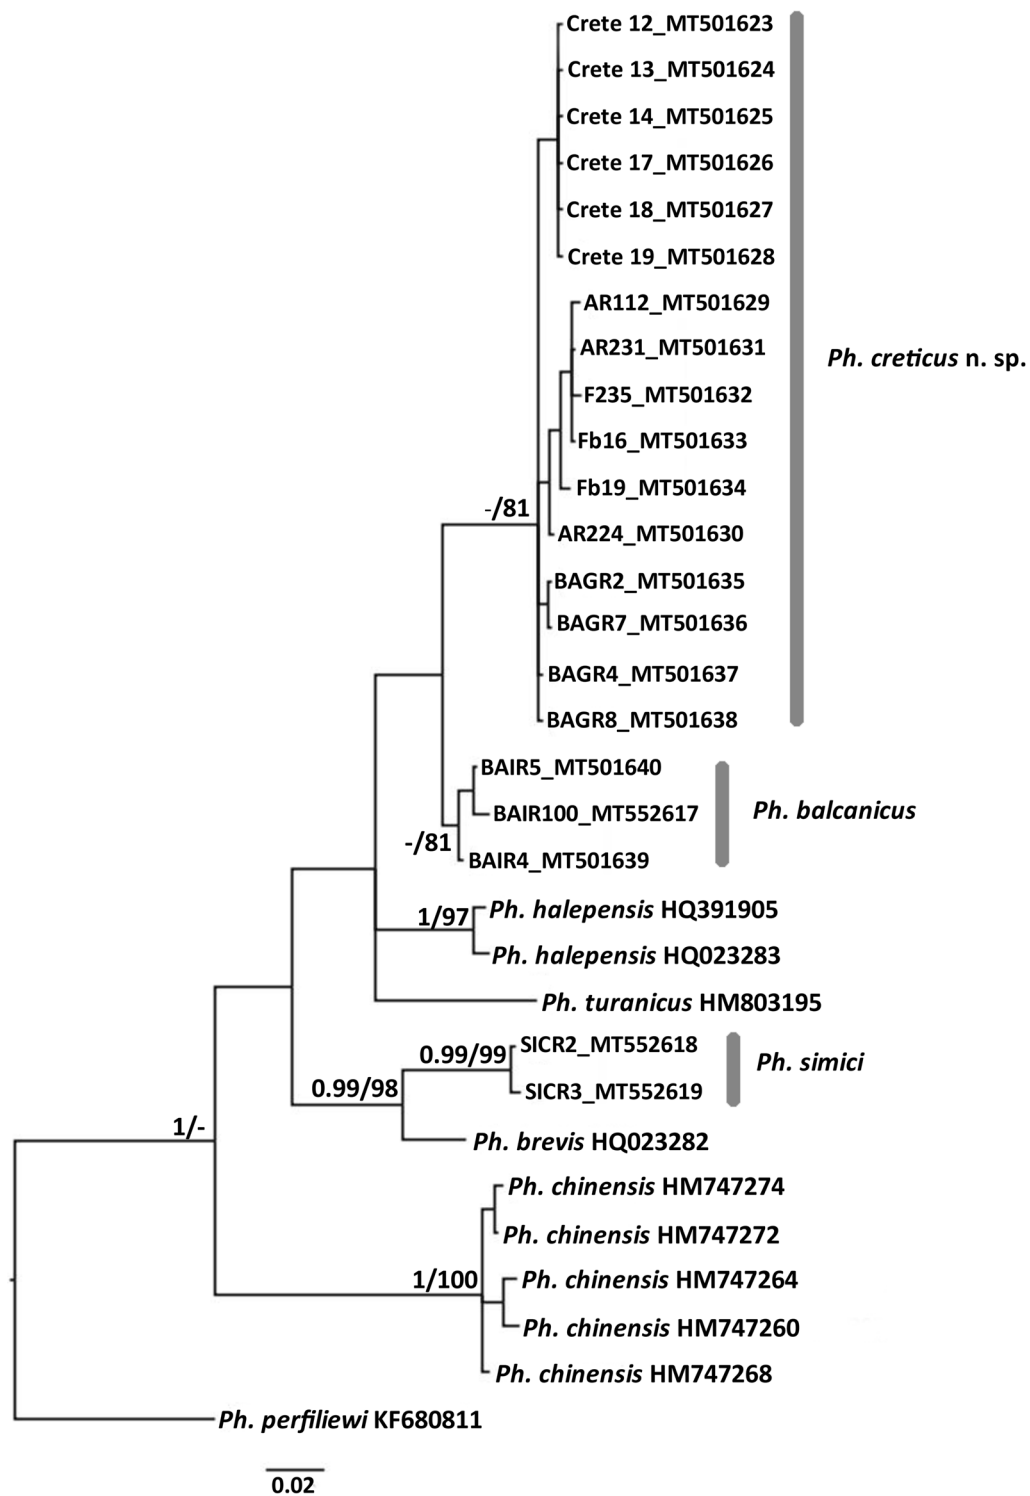 Crete 12_MT501623
Crete 13_MT501624
Crete 14_MT501625
Crete 17_MT501626
Crete 18_MT501627
Crete 19_MT501628
AR112_MT501629
AR231_MT501631
Ph. creticus n. sp.
F235_MT501632
Fb16_MT501633
Fb19_MT501634
-/81
AR224_MT501630
BAGR2_MT501635
BAGR7_MT501636
BAGR4_MT501637
BAGR8_MT501638
BAIR5_MT501640
BAIR100_MT552617
Ph. balcanicus
-/81
BAIR4_MT501639
Ph. halepensis HQ391905
1/97
Ph. halepensis HQ023283
Ph. turanicus HM803195
SICR2_MT552618
0.99/99
Ph. simici
SICR3_MT552619
0.99/98
1/-
Ph. brevis HQ023282
Ph. chinensis HM747274
Ph. chinensis HM747272
1/100
Ph. chinensis HM747264
Ph. chinensis HM747260
Ph. chinensis HM747268
Ph. perfiliewi KF680811
0.02